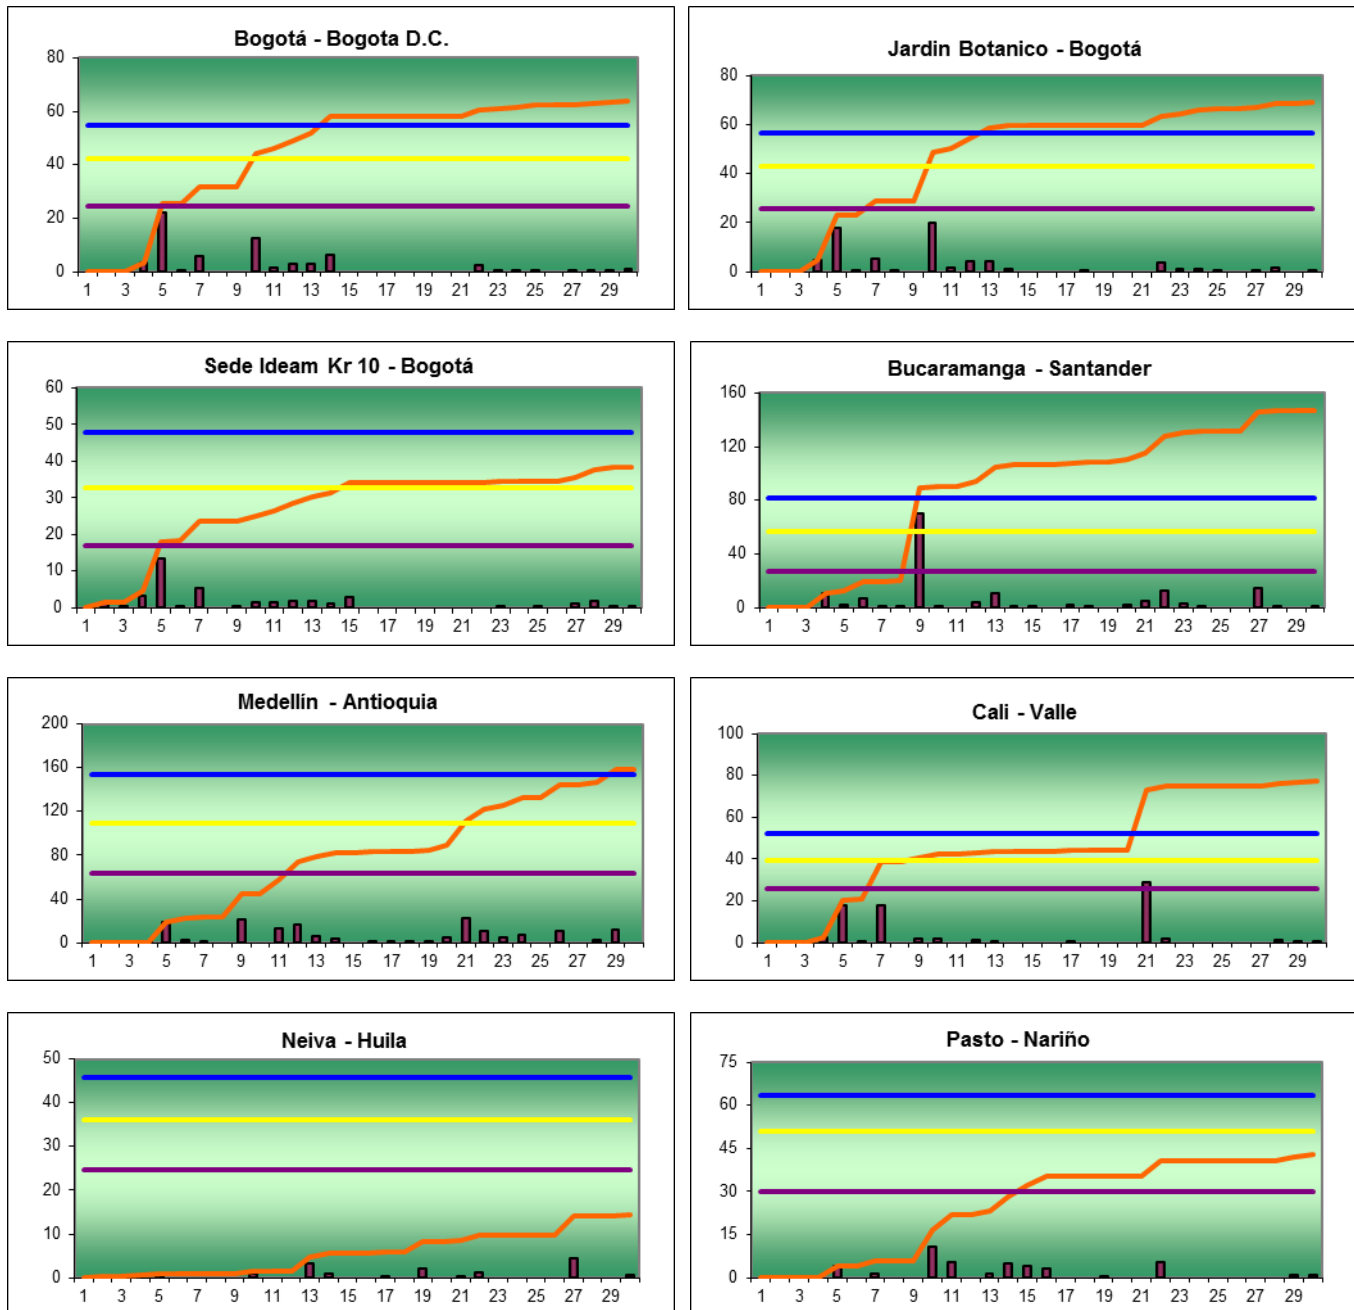 Bogotá - Bogota D.C.
80
60
40
20
0
1 3 5 7 9 11 13 15 17 19 21 23 25 27 29
Jardin Botanico - Bogotá
80
60
40
20
0
1 3 5 7 9 11 13 15 17 19 21 23 25 27 29
Sede Ideam Kr 10 - Bogotá
60
50
40
30
20
10
0
1 3 5 7 9 11 13 15 17 19 21 23 25 27 29
Bucaramanga - Santander
160
120
80
40
0
1 3 5 7 9 11 13 15 17 19 21 23 25 27 29
Medellín - Antioquia
200
160
120
80
40
0
1 3 5 7 9 11 13 15 17 19 21 23 25 27 29
Cali - Valle
100
80
60
40
20
0
1 3 5 7 9 11 13 15 17 19 21 23 25 27 29
Neiva - Huila
50
40
30
20
10
0
1 3 5 7 9 11 13 15 17 19 21 23 25 27 29
Pasto - Nariño
75
60
45
30
15
0
1 3 5 7 9 11 13 15 17 19 21 23 25 27 29